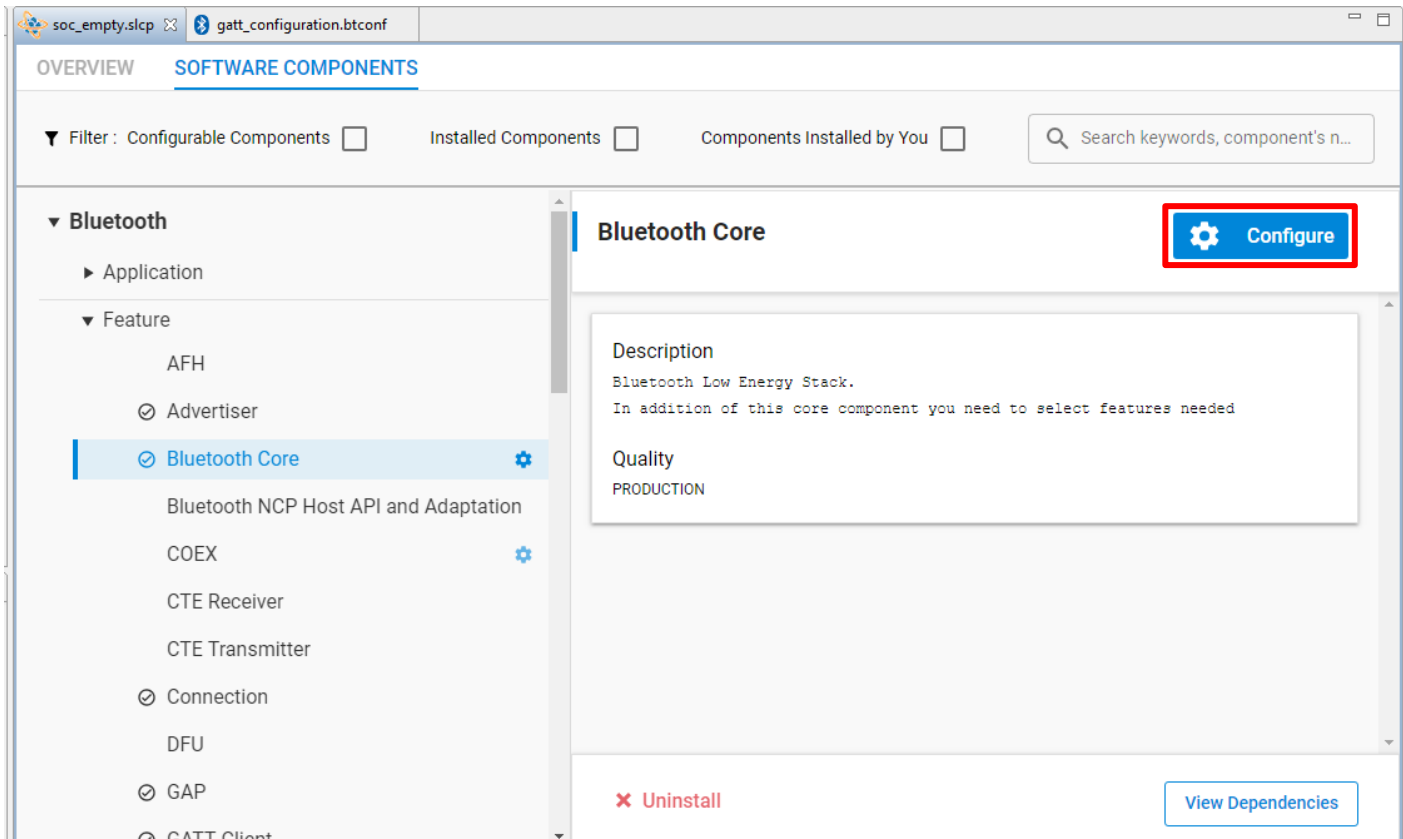 soc_empty.slcp
gatt_configuration.btconf
OVERVIEW
SOFTWARE COMPONENTS
Filter : Configurable Components
Installed Components
Components Installed by You
Search keywords, component's n...
Bluetooth
Application
Feature
AFH
Advertiser
Bluetooth Core
Bluetooth NCP Host API and Adaptation
COEX
CTE Receiver
CTE Transmitter
Connection
DFU
GAP
GATT Client
Bluetooth Core
Configure
Description
Bluetooth Low Energy Stack.
In addition of this core component you need to select features needed
Quality
PRODUCTION
Uninstall
View Dependencies